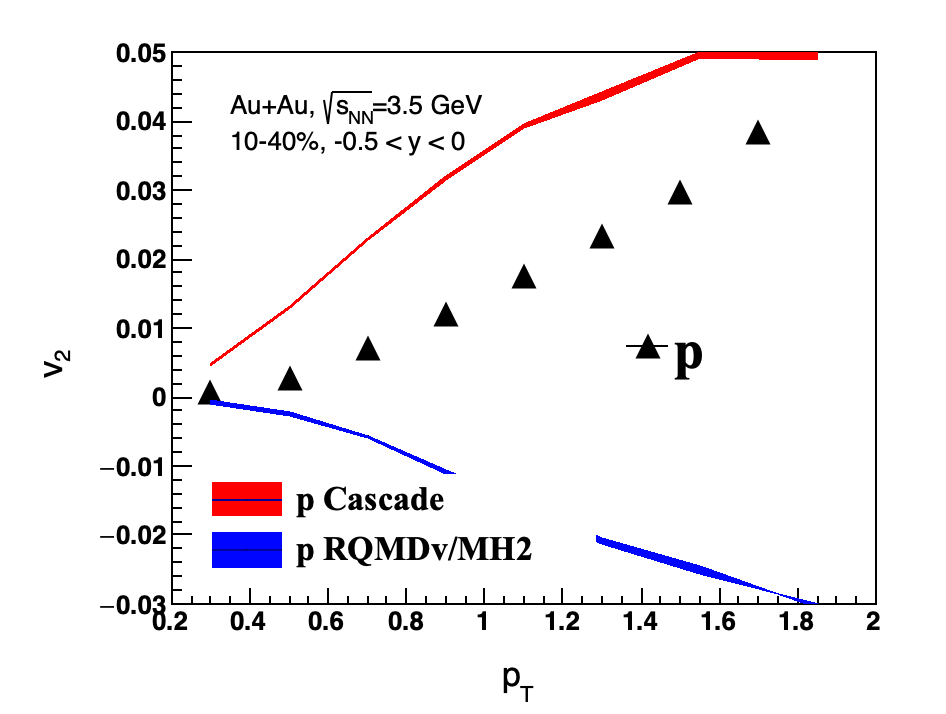 0.05
0.04
0.03
0.02
0.01
0
−0.01
−0.02
−0.03
v2
Au+Au, √sNN=3.5 GeV
10-40%, -0.5 < y < 0
p
p Cascade
p RQMDv/MH2
0.2 0.4 0.6 0.8 1 1.2 1.4 1.6 1.8 2
pT